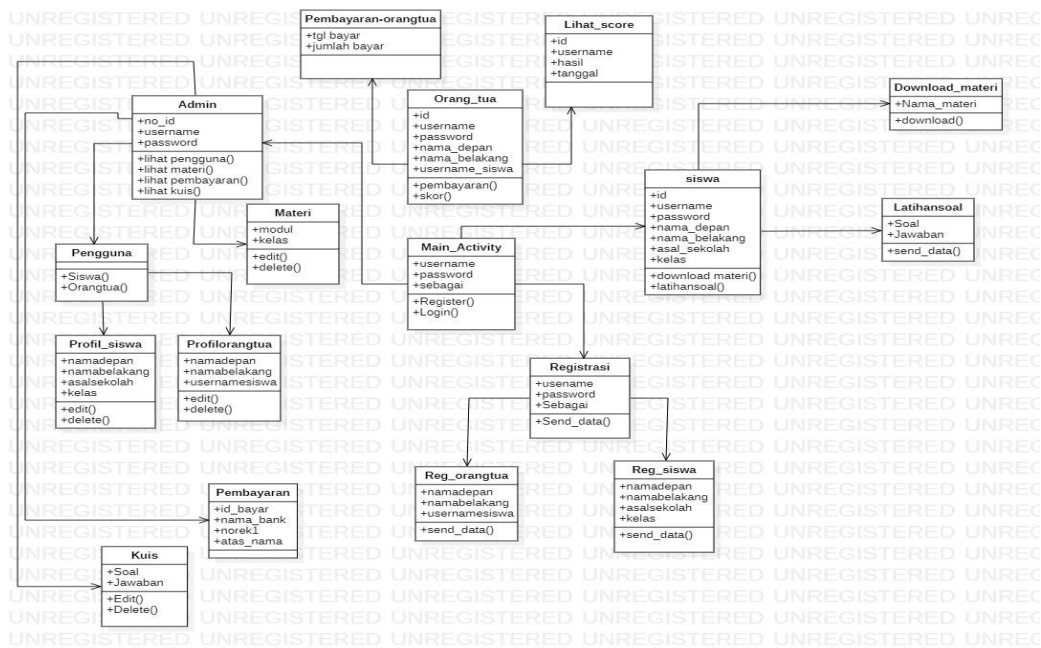 Pembayaran-orangtua
+tgl bayar
+jumlah bayar
Lihat_score
+id
+username
+hasil
+tanggal
Admin
+no_id
+username
+password
+lihat pengguna()
+lihat materi()
+lihat pembayaran()
+lihat kuis()
Orang_tua
+id
+username
+password
+nama_depan
+nama_belakang
+username_siswa
+pembayaran()
+skor()
Download_materi
+Nama_materi
+download()
siswa
+id
+username
+password
+nama_depan
+nama_belakang
+asal_sekolah
+kelas
+download materi()
+latihansoal()
Latihansoal
+Soal
+Jawaban
+send_data()
Materi
+modul
+kelas
+edit()
+delete()
Pengguna
+Siswa()
+Orangtua()
Main_Activity
+username
+password
+sebagai
+Register()
+Login()
Profil_siswa
+namadepan
+namabelakang
+asalsekolah
+kelas
+edit()
+delete()
Profilorangtua
+namadepan
+namabelakang
+usernamesiswa
+edit()
+delete()
Registrasi
+usename
+password
+Sebagai
+Send_data()
Reg_orangtua
+namadepan
+namabelakang
+usernamesiswa
+send_data()
Reg_siswa
+namadepan
+namabelakang
+asalsekolah
+kelas
+send_data()
Pembayaran
+id_bayar
+nama_bank
+norek1
+atas_nama
Kuis
+Soal
+Jawaban
+Edit()
+Delete()
UNREGISTERED